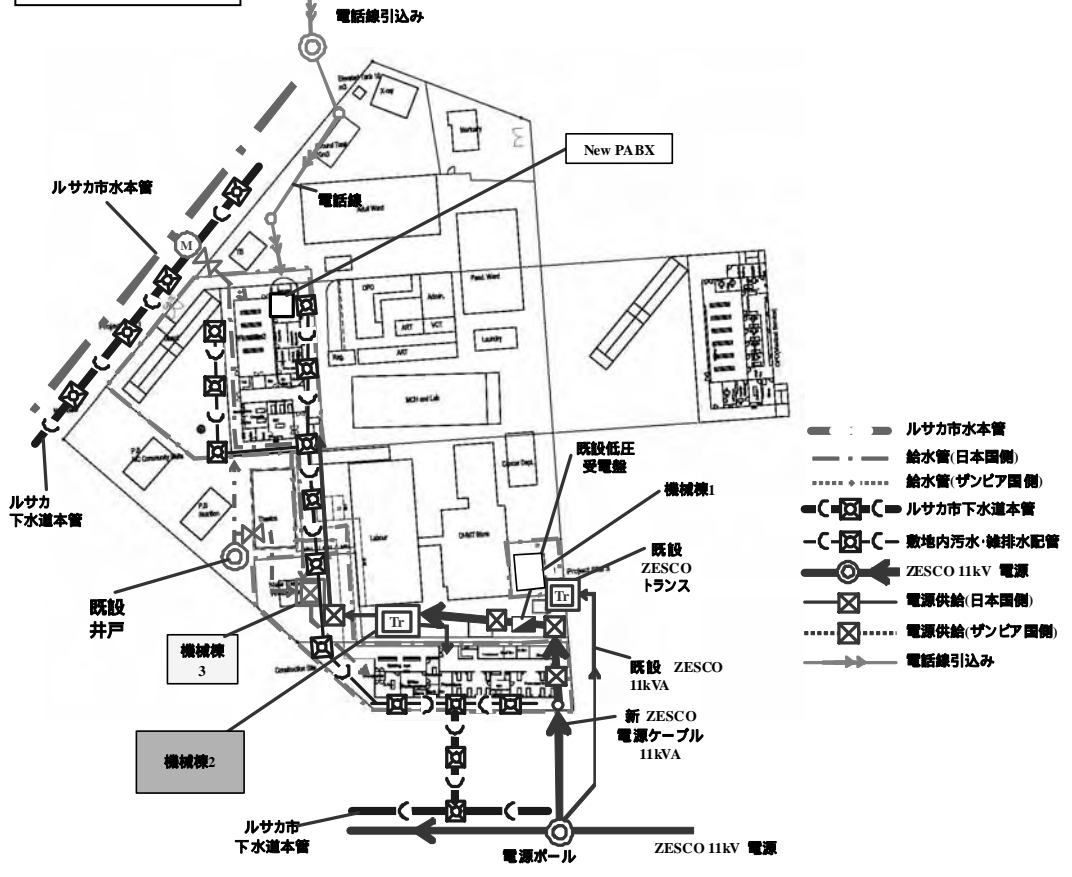 電話線引込み
X-ray
Mortuary
New PABX
ルサカ市水本管
電話線
Adult Ward
M
TB
OPD
Admin.
Paed. Ward
ART
VCT
Laundry
Reg.
ART
MCH and Lab
ルサカ市水本管
給水管(日本国側)
給水管(ザンビア国側)
ルサカ市下水道本管
敷地内汚水・雑排水配管
ZESCO 11kV 電源
電源供給(日本国側)
電源供給(ザンビア国側)
電話線引込み
既設低圧
受電盤
機械棟1
ルサカ
下水道本管
Labour
DHMT Store
既設
ZESCO
トランス
Tr
Tr
既設
井戸
機械棟
3
Construction Site
既設 ZESCO
11kVA
新 ZESCO
電源ケーブル
11kVA
機械棟2
ルサカ市
下水道本管
電源ポール
ZESCO 11kV 電源